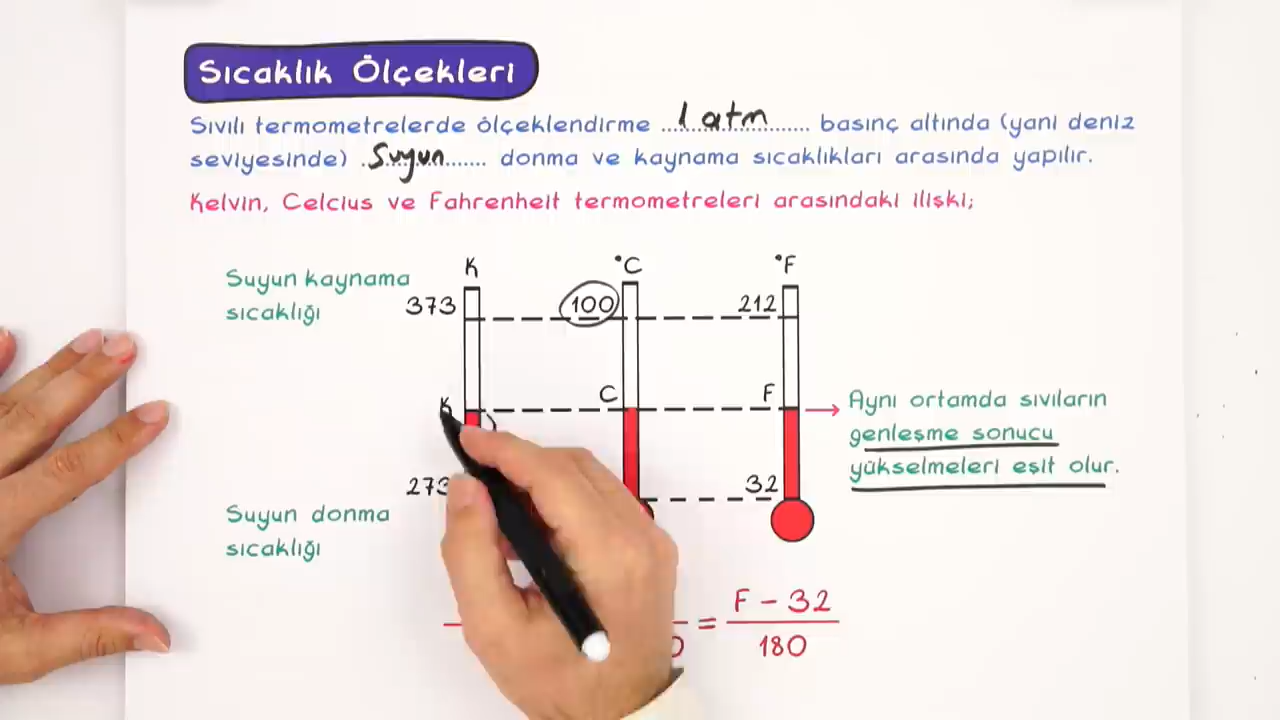 Sıcaklık Ölçekleri
Sıvılı termometrelerde ölçeklendirme 1 atm basınç altında (yani deniz
seviyesinde) Suyun donma ve kaynama sıcaklıkları arasında yapılır.
Kelvin, Celcius ve Fahrenheit termometreleri arasındaki ilişki;
K °C °F
Suyun kaynama
sıcaklığı
373 100 212
K C F
Aynı ortamda sıvıların
genleşme sonucu
yükselmeleri eşit olur.
273 32
Suyun donma
sıcaklığı
= F - 32
180